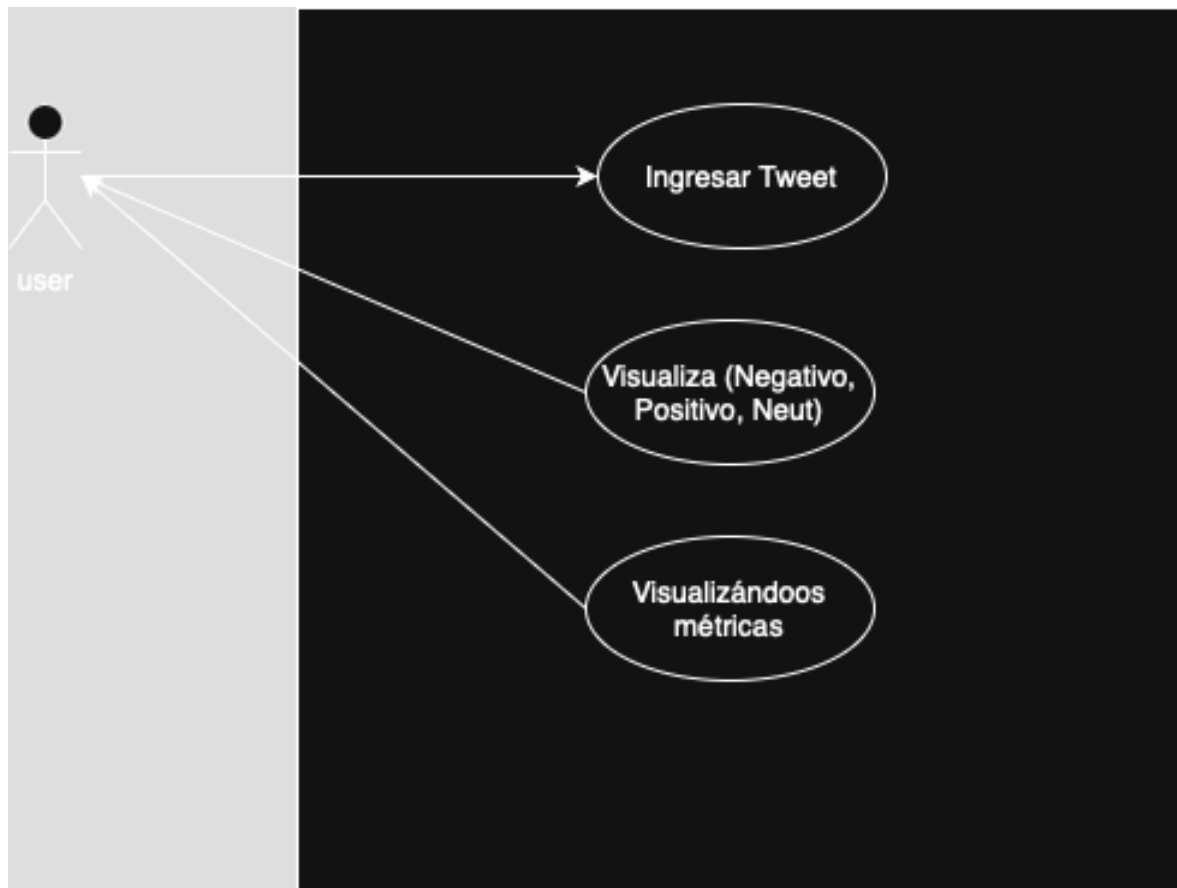 Ingresar Tweet
user
Visualiza (Negativo,
Positivo, Neut)
Visualizándoos
métricas